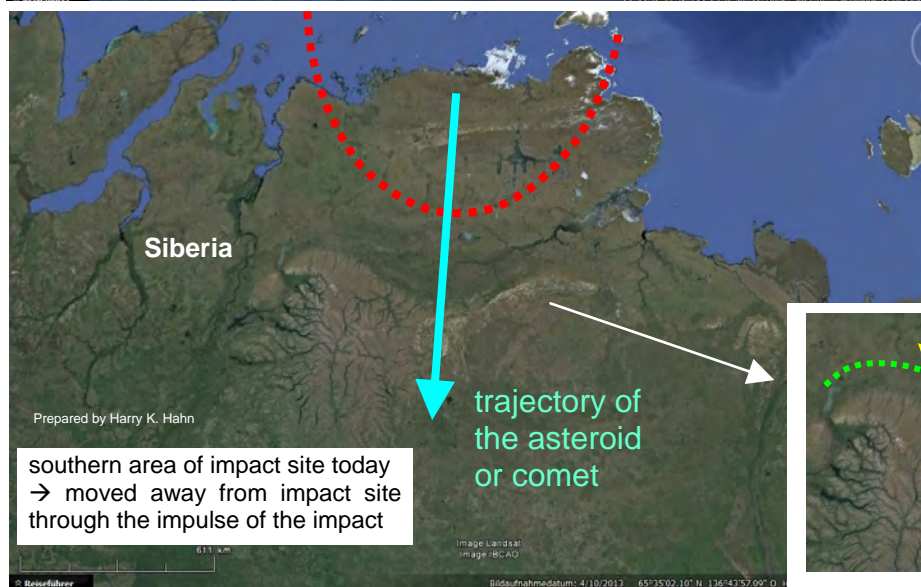 Siberia
Prepared by Harry K. Hahn
trajectory of
the asteroid
or comet
southern area of impact site today
→ moved away from impact site
through the impulse of the impact
611 km
Image Landsat
Image IBCAO
Reiseführer
Bildaufnahmedatum: 4/10/2013 65°35'02.10" N 136°43'57.09" O